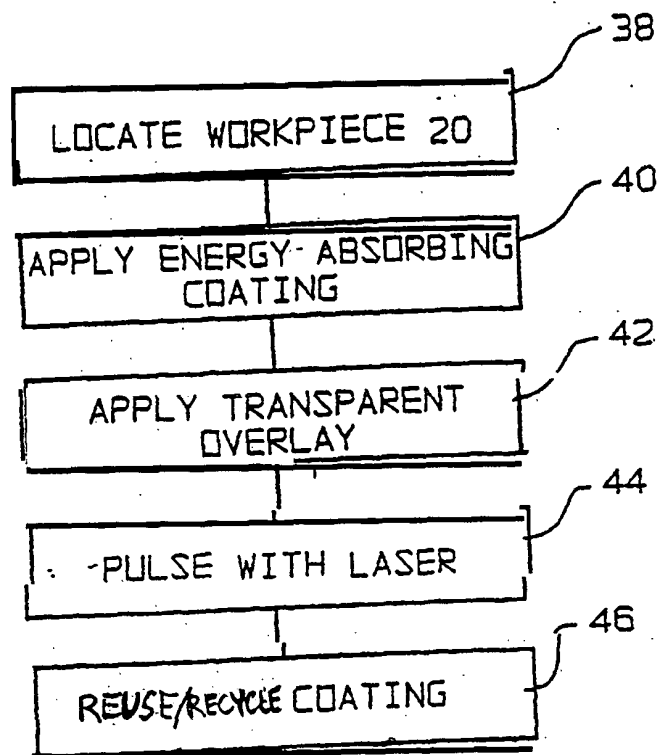 38
LOCATE WORKPIECE 20
40
APPLY ENERGY-ABSORBING
COATING
42
APPLY TRANSPARENT
OVERLAY
44
PULSE WITH LASER
46
REUSE/RECYCLE COATING